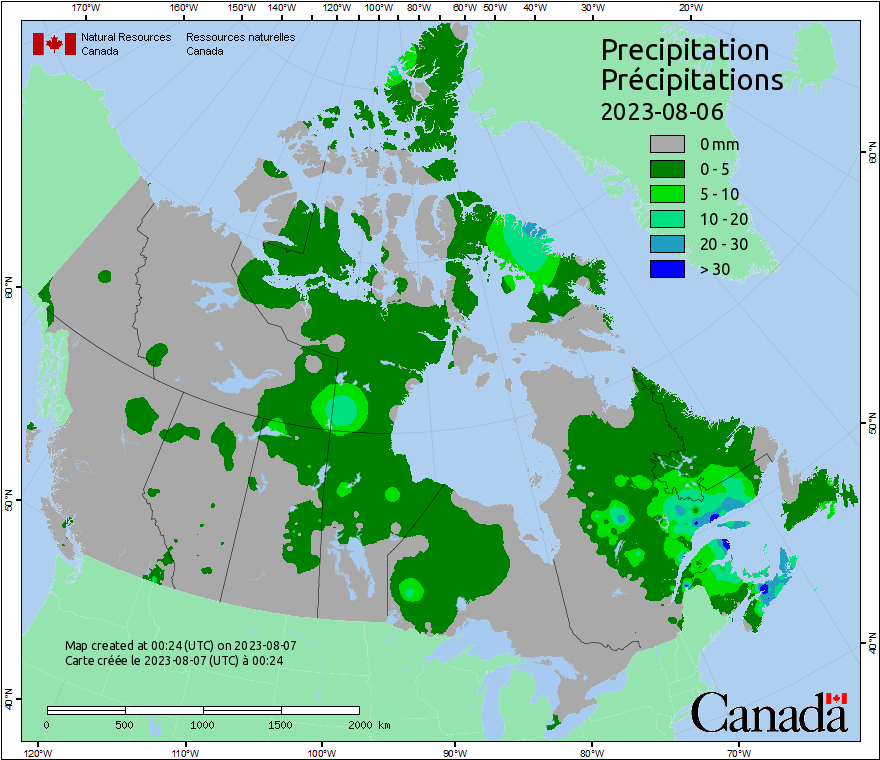 170°W 160°W 150°W 140°W 120°W 100°W 80°W 60°W 50°W 40°W 30°W 20°W
Natural Resources Ressources naturelles
Canada Canada
Precipitation
Précipitations
2023-08-06
0 mm
0 - 5
5 - 10
10 - 20
20 - 30
> 30
60°N
60°N
50°N
50°N
40°N
40°N
Map created at 00:24 (UTC) on 2023-08-07
Carte créée le 2023-08-07 (UTC) à 00:24
0 500 1000 1500 2000 km
Canada
120°W 110°W 100°W 90°W 80°W 70°W